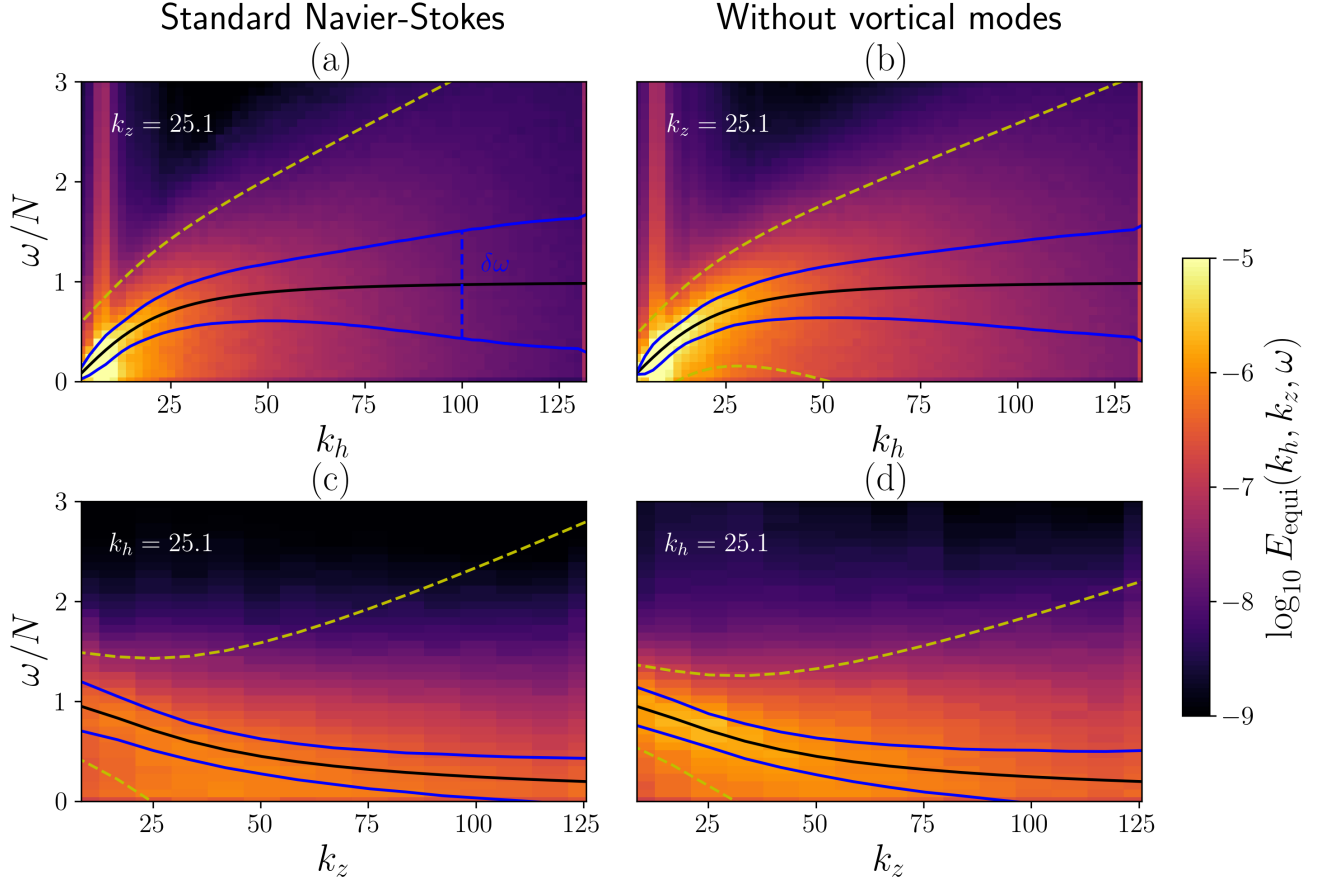 Standard Navier-Stokes
Without vortical modes
(a)
(b)
k_z = 25.1
k_z = 25.1
3
2
1
0
ω/N
δω
25 50 75 100 125
25 50 75 100 125
k_h
k_h
(c)
(d)
k_h = 25.1
k_h = 25.1
3
2
1
0
ω/N
25 50 75 100 125
25 50 75 100 125
k_z
k_z
−5
−6
−7
−8
−9
log₁₀ E_equi(k_h, k_z, ω)